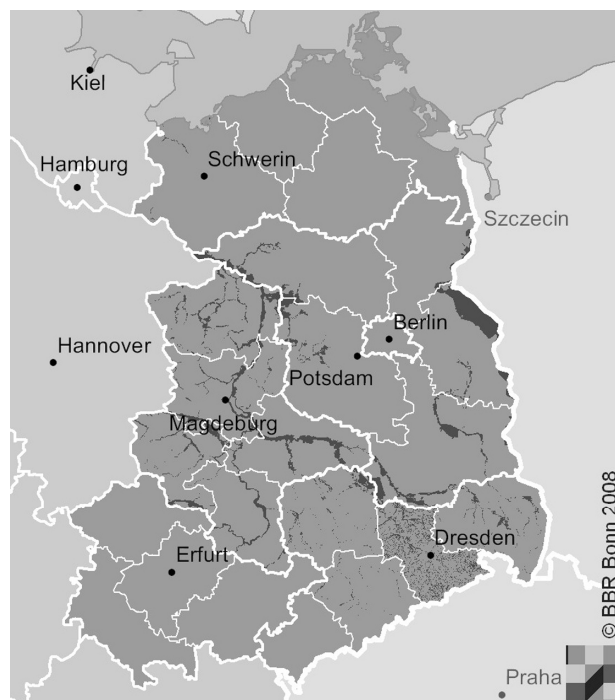 Kiel
Schwerin
Hamburg
Szczecin
Berlin
Hannover
Potsdam
Magdeburg
Dresden
Erfurt
Praha
© BBR Bonn 2008